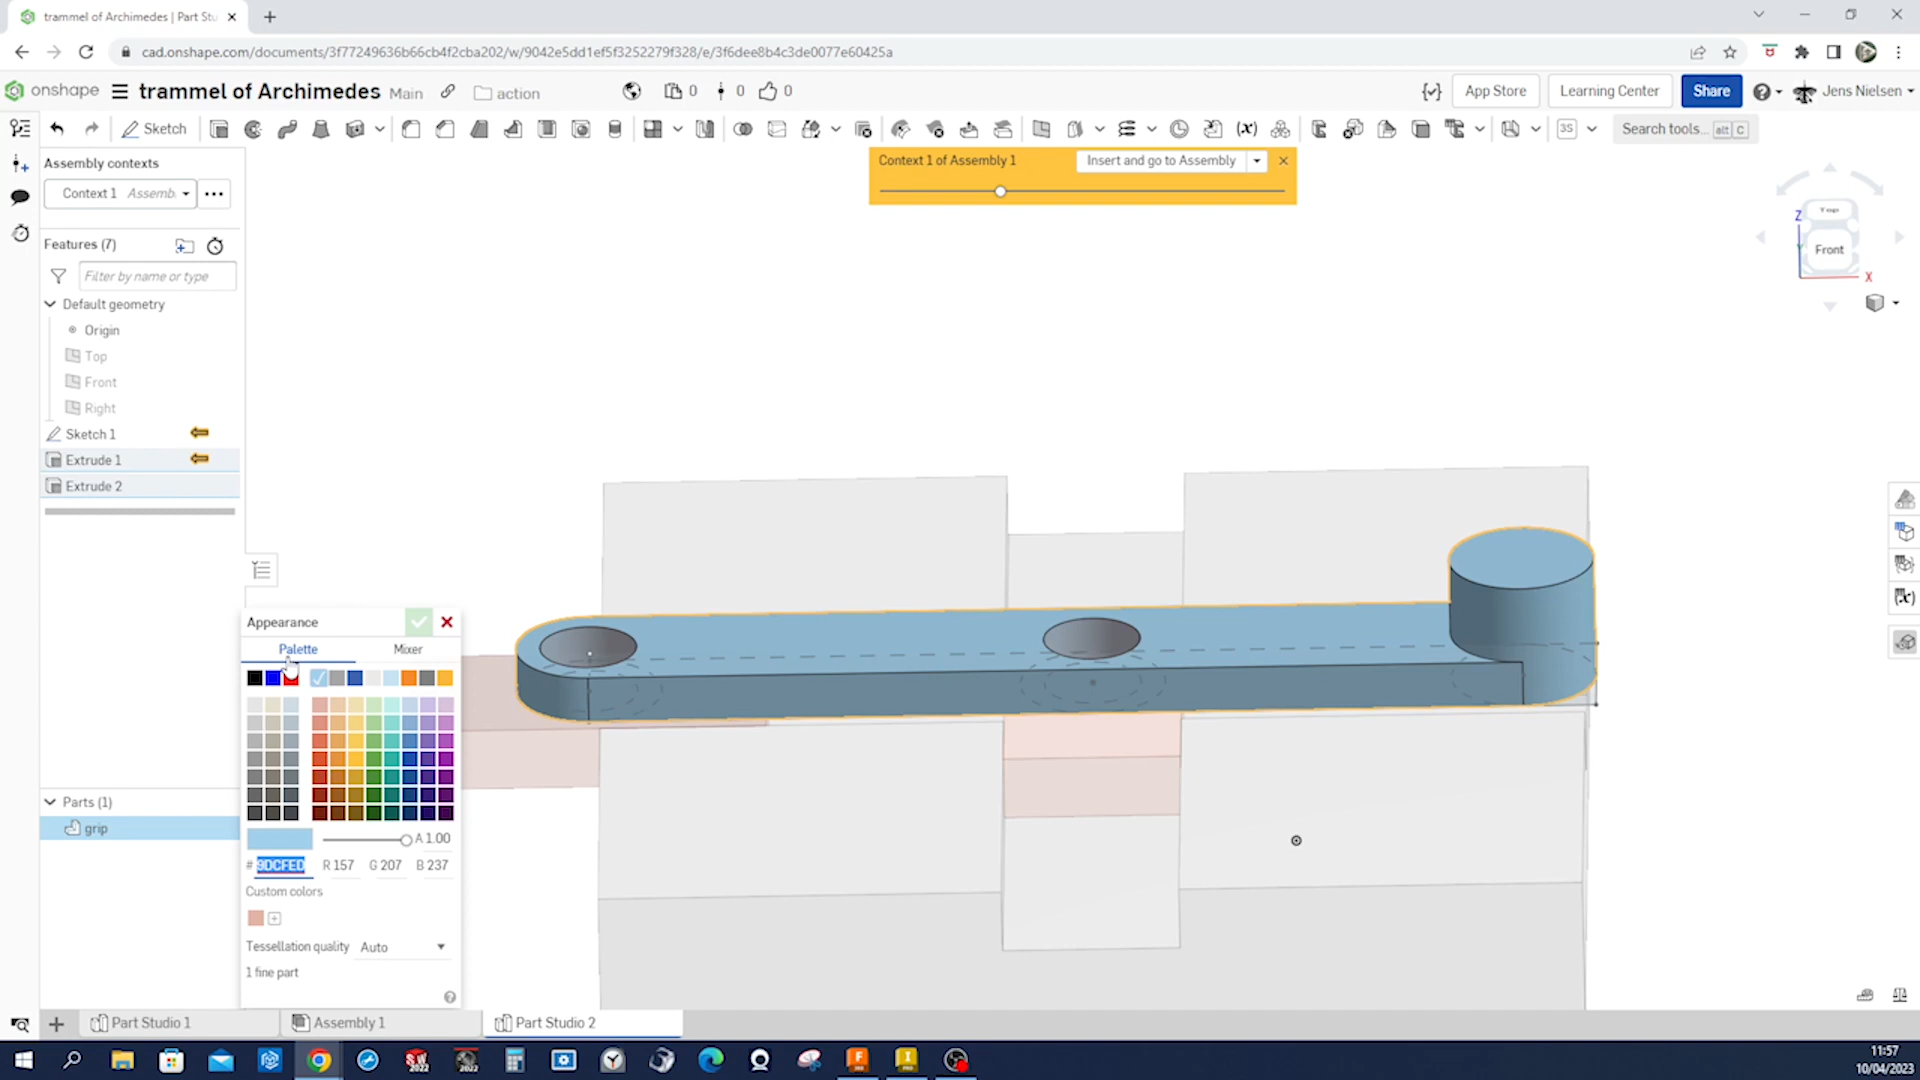 trammel of Archimedes | Part Stu
cad.onshape.com/documents/3f77249636b66cb4f2cba202/w/9042e5dd1ef5f3252279f328/e/3f6dee8b4c3de0077e60425a
onshape trammel of Archimedes Main action 0 0 0 App Store Learning Center Share Jens Nielsen
Sketch Search tools... alt C
Assembly contexts
Context 1 Assemb
Context 1 of Assembly 1 Insert and go to Assembly
Features (7)
Filter by name or type
Default geometry
Origin
Top
Front
Right
Sketch 1
Extrude 1
Extrude 2
Top
Z
Front
X
Appearance
Palette Mixer
Parts (1)
grip
A 1.00
# 9DCFED R 157 G 207 B 237
Custom colors
Tessellation quality Auto
1 fine part
Part Studio 1 Assembly 1 Part Studio 2
11:57
10/04/2023